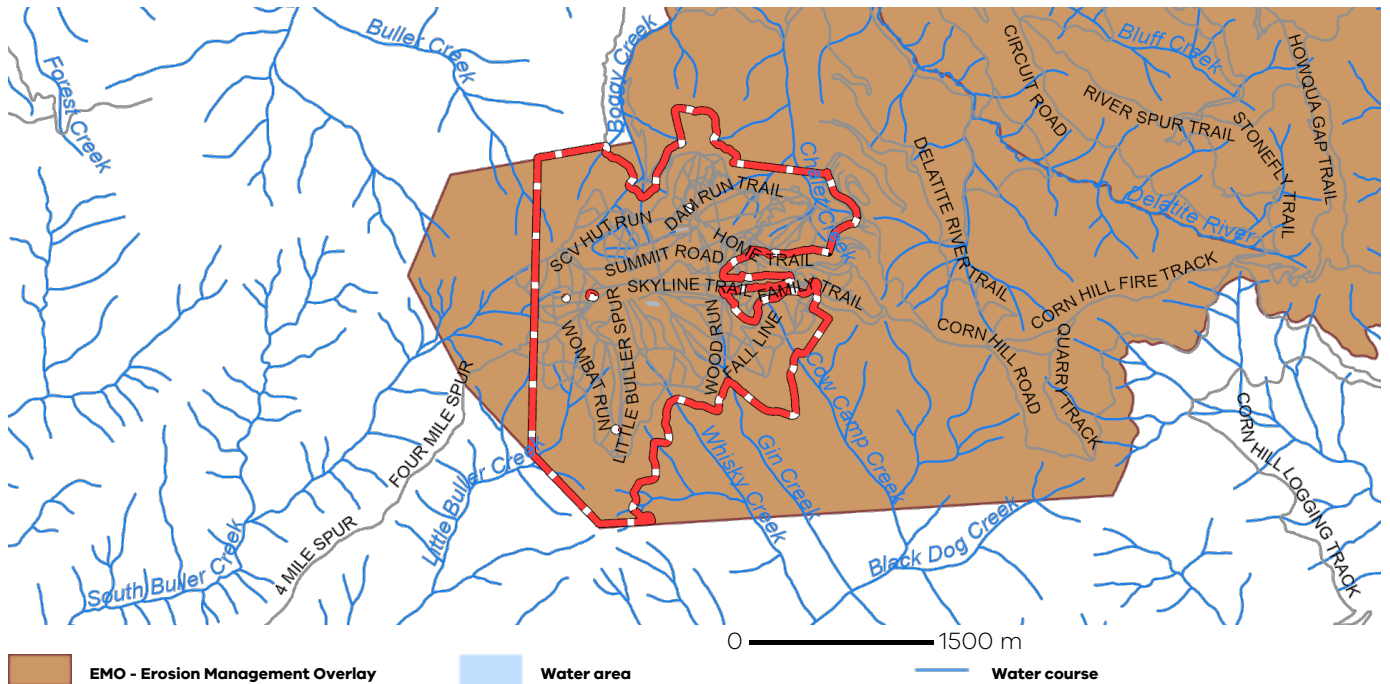 Buller Creek
Boggy Creek
Forest Creek
CIRCUIT ROAD
Bluff Creek
HOWQUA GAP TRAIL
RIVER SPUR TRAIL
STONEFLY TRAIL
Chalet Creek
DELATITE RIVER TRAIL
Delatite River
DAM RUN TRAIL
SCV HUT RUN
HOME TRAIL
SUMMIT ROAD
SKYLINE TRAIL
FAMILY TRAIL
CORN HILL FIRE TRACK
WOMBAT RUN
LITTLE BULLER SPUR
WOOD RUN
FALL LINE
CORN HILL ROAD
QUARRY TRACK
Cow Camp Creek
FOUR MILE SPUR
Little Buller Creek
Whisky Creek
Gin Creek
CORN HILL LOGGING TRACK
South Buller Creek
4 MILE SPUR
Black Dog Creek
0 1500 m
EMO - Erosion Management Overlay
Water area
Water course